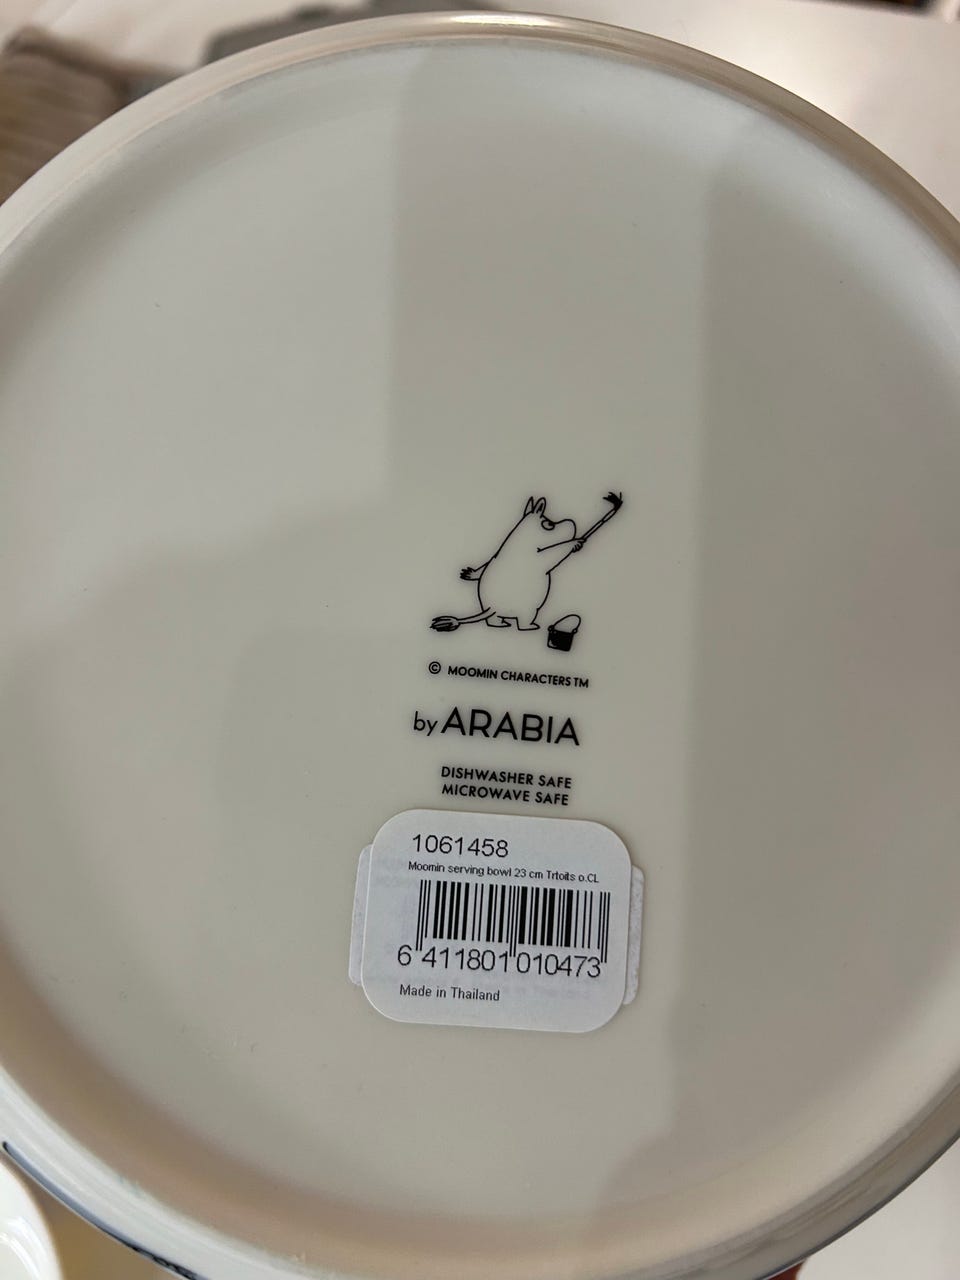 © MOOMIN CHARACTERS TM
by ARABIA
DISHWASHER SAFE
MICROWAVE SAFE
1061458
Moomin serving bowl 23 cm Trtoits o.CL
6 411801 010473
Made in Thailand